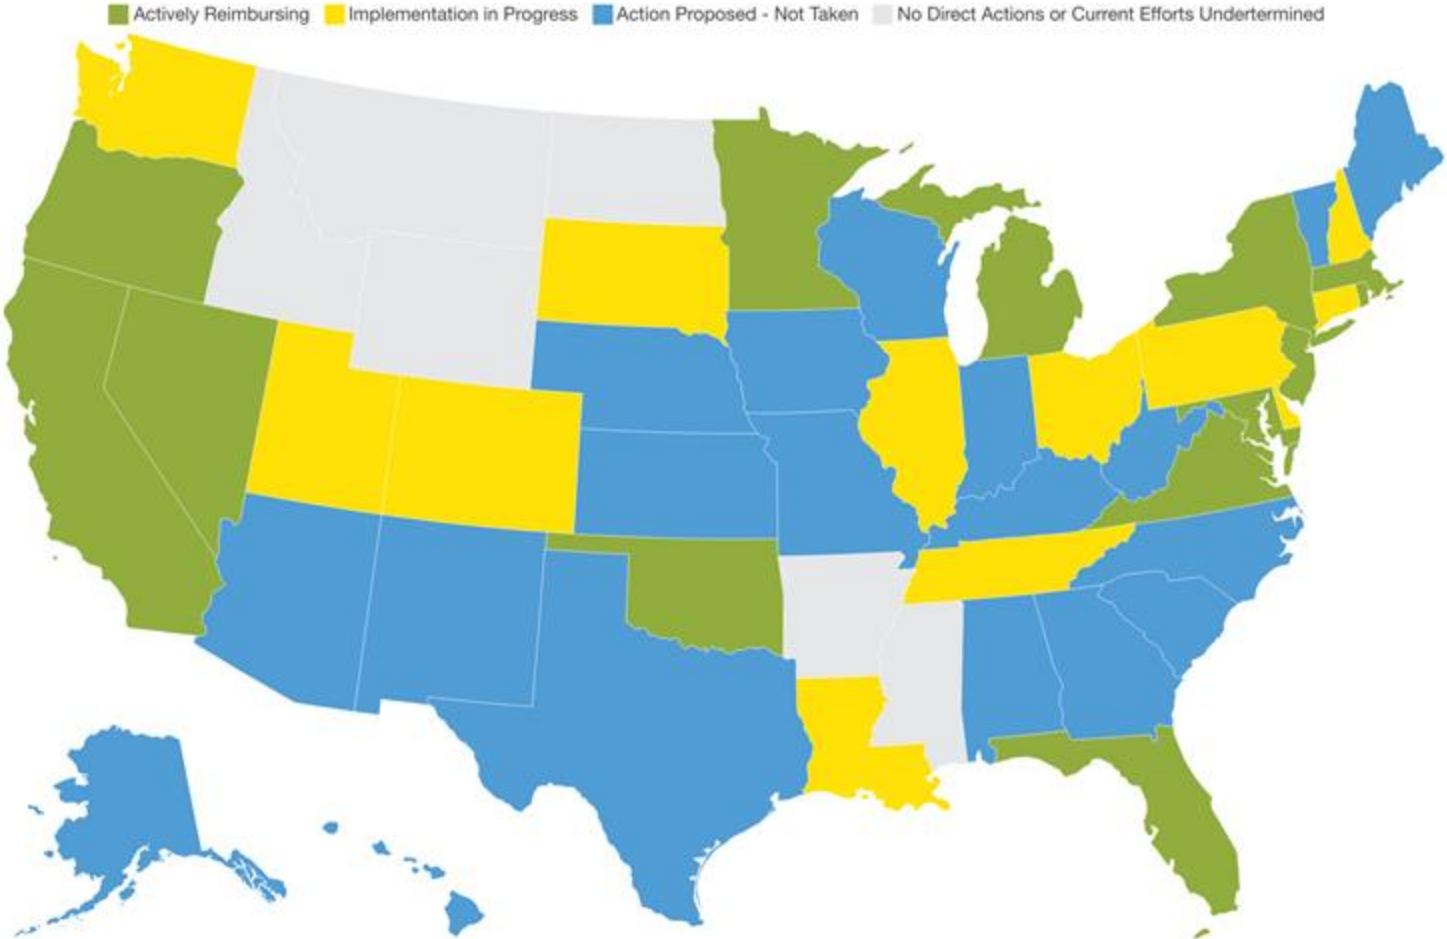 Actively Reimbursing Implementation in Progress Action Proposed - Not Taken No Direct Actions or Current Efforts Undertermined